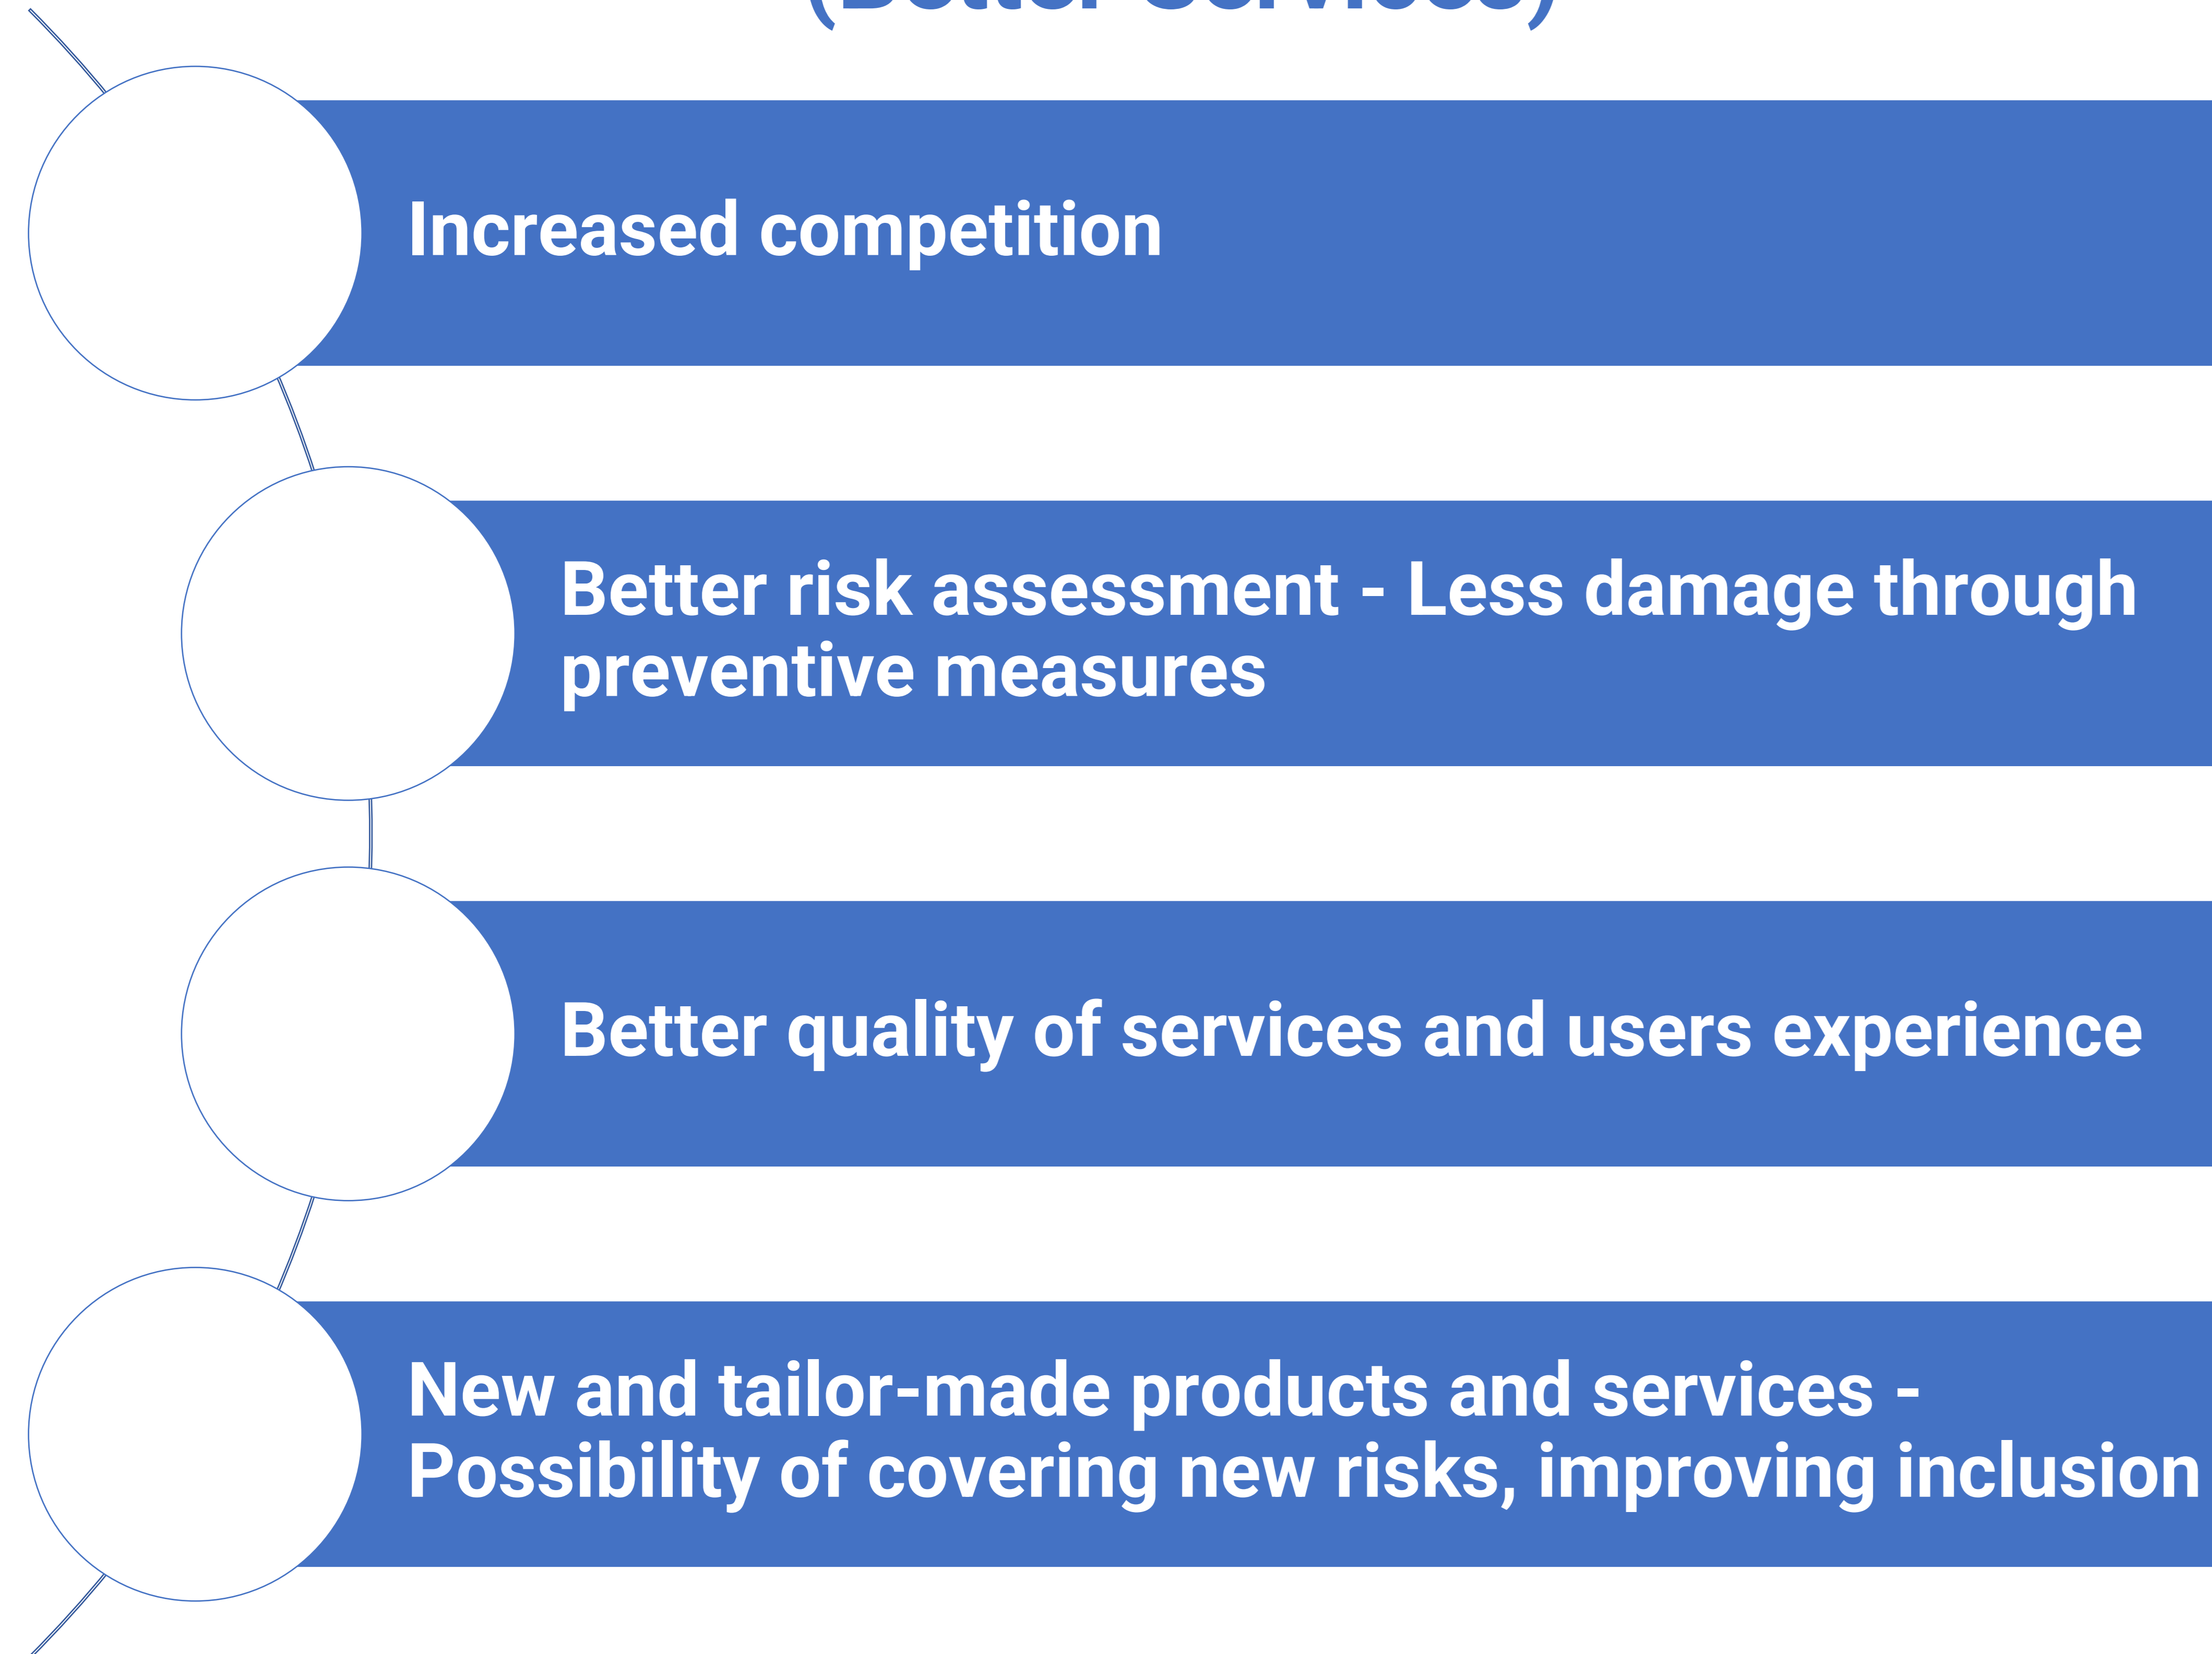 Increased competition
Better risk assessment - Less damage through
preventive measures
Better quality of services and users experience
New and tailor-made products and services -
Possibility of covering new risks, improving inclusion